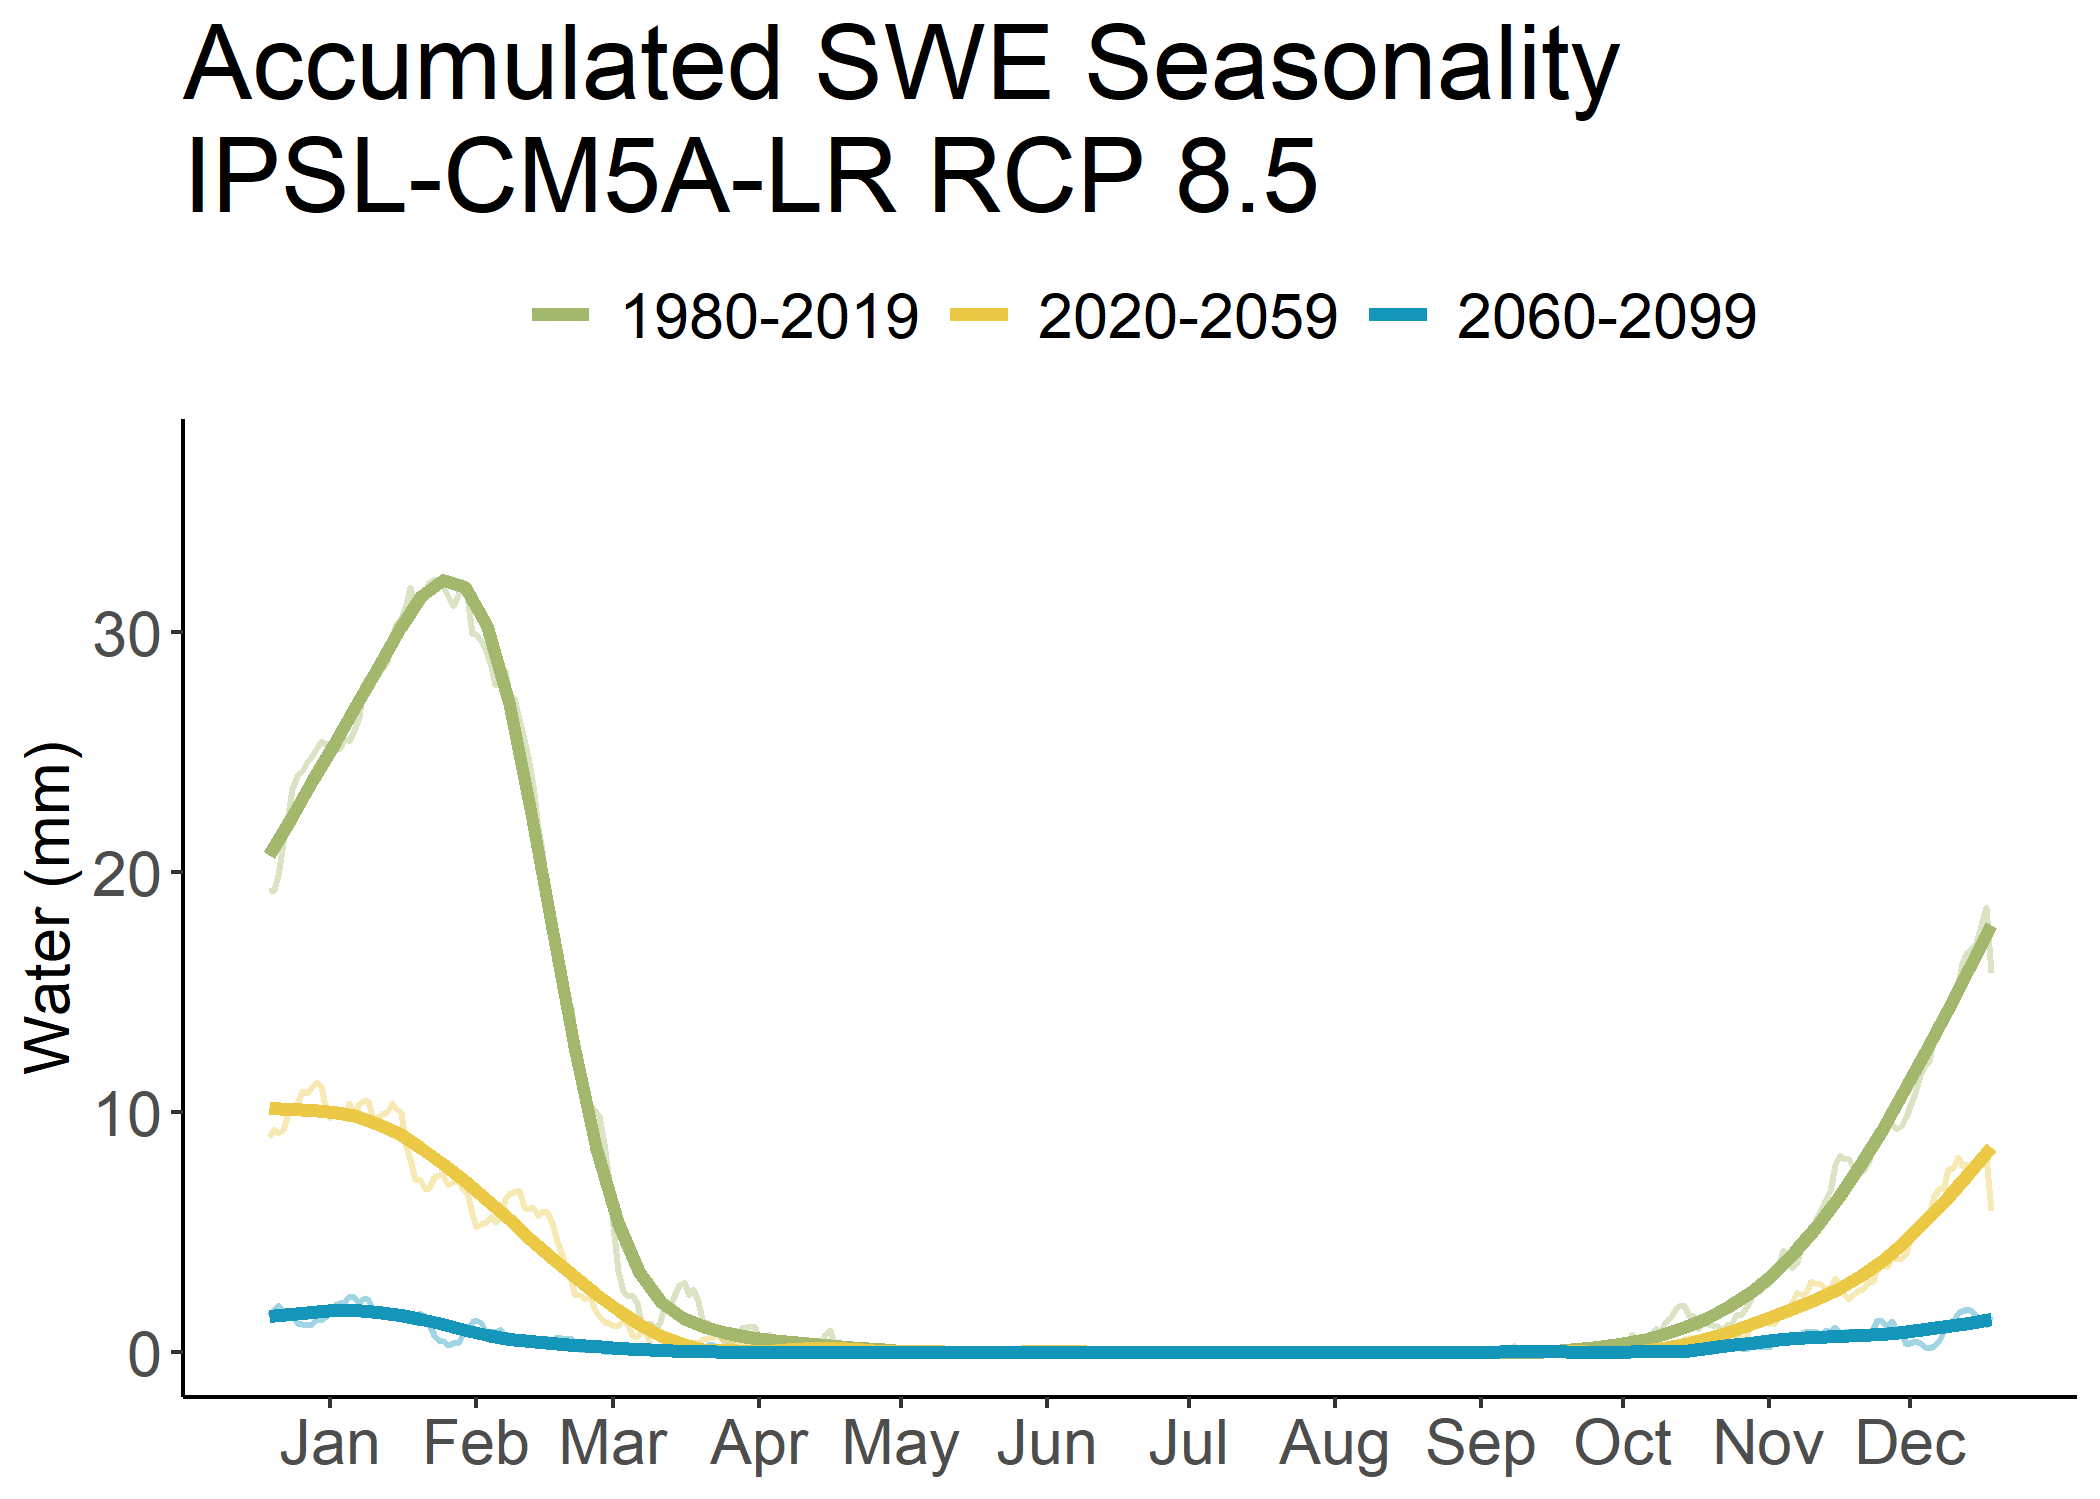 Accumulated SWE Seasonality
IPSL-CM5A-LR RCP 8.5
1980-2019 2020-2059 2060-2099
Water (mm)
30
20
10
0
Jan Feb Mar Apr May Jun Jul Aug Sep Oct Nov Dec